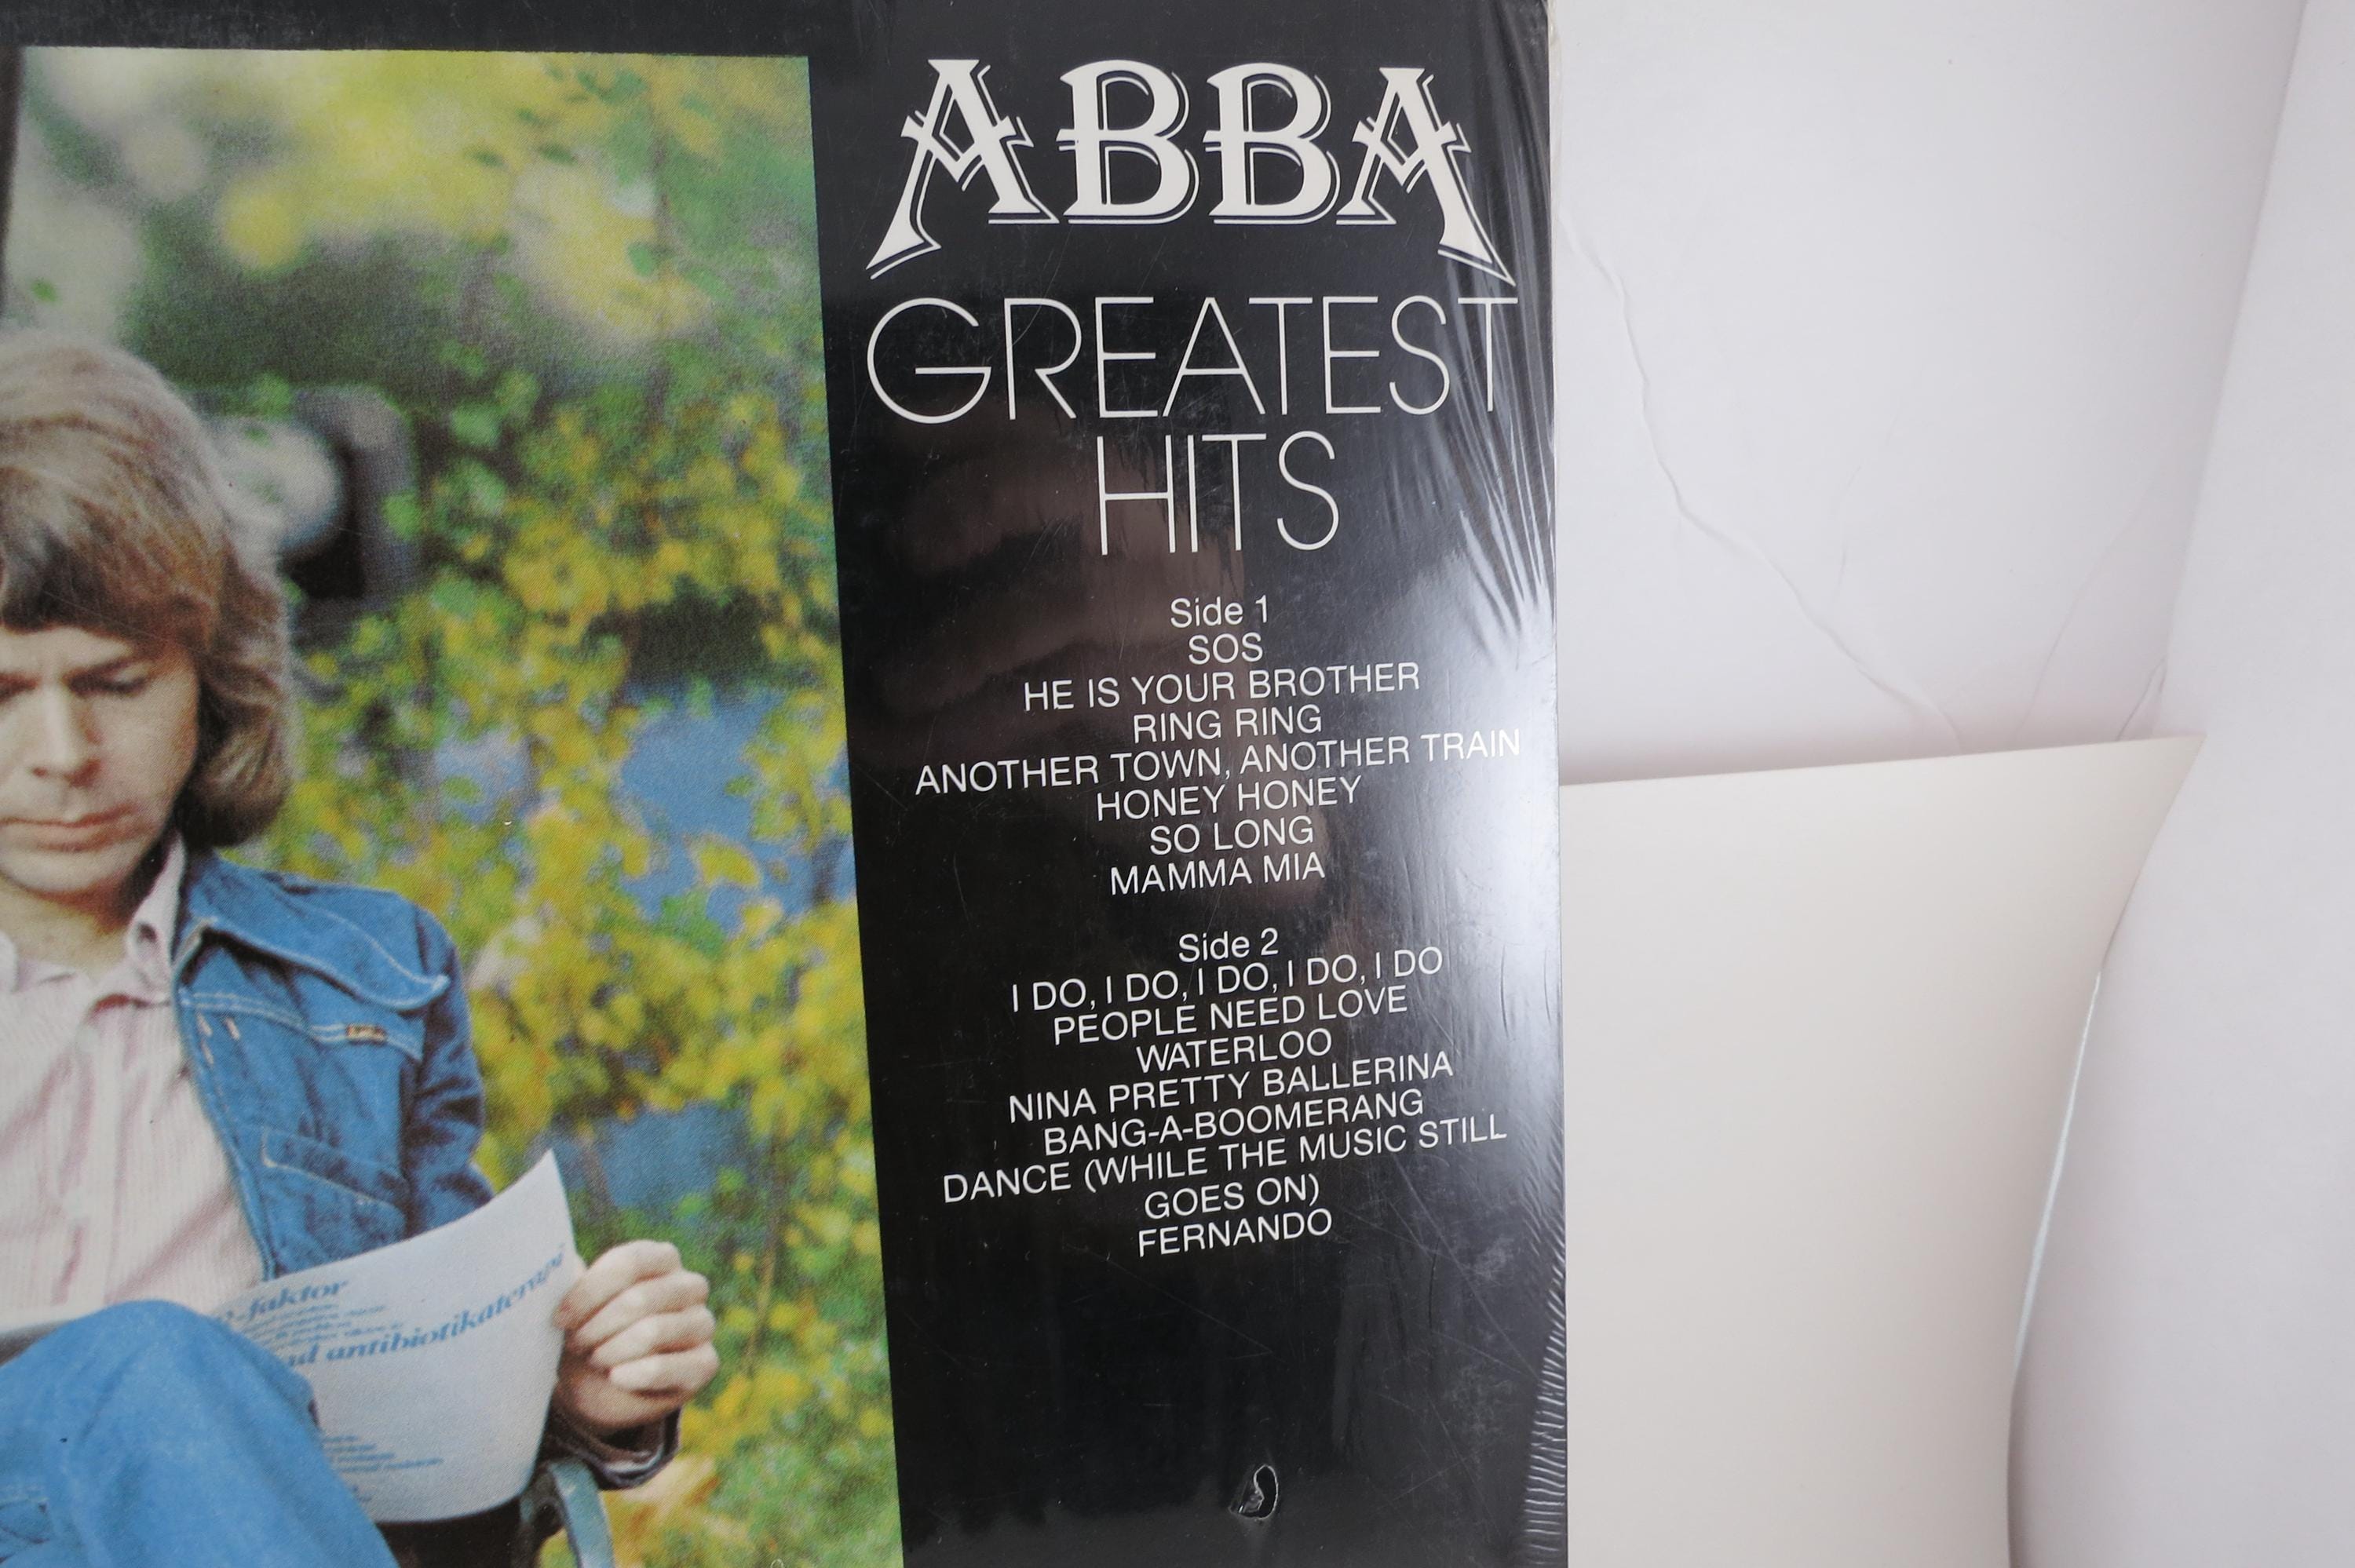 ABBA
GREATEST
HITS
Side 1
SOS
HE IS YOUR BROTHER
RING RING
ANOTHER TOWN, ANOTHER TRAIN
HONEY HONEY
SO LONG
MAMMA MIA
Side 2
I DO, I DO, I DO, I DO, I DO
PEOPLE NEED LOVE
WATERLOO
NINA PRETTY BALLERINA
BANG-A-BOOMERANG
DANCE (WHILE THE MUSIC STILL
GOES ON)
FERNANDO
-faktor
antibiotikaterapi